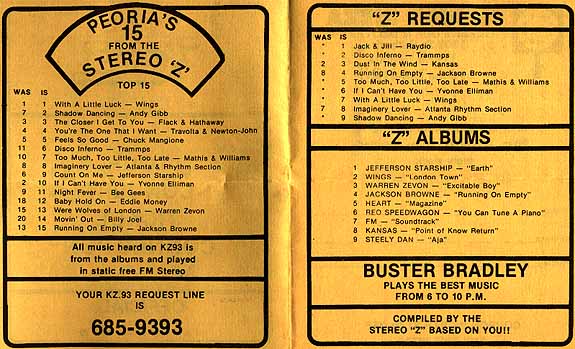 PEORIA'S
15
FROM THE
STEREO 'Z'
TOP 15
WAS IS
1 1 With A Little Luck — Wings
7 2 Shadow Dancing — Andy Gibb
3 3 The Closer I Get To You — Flack & Hathaway
4 4 You're The One That I Want — Travolta & Newton-John
5 5 Feels So Good — Chuck Mangione
11 6 Disco Inferno — Trammps
10 7 Too Much, Too Little, Too Late — Mathis & Williams
8 8 Imaginery Lover — Atlanta & Rhythm Section
6 9 Count On Me — Jefferson Starship
2 10 If I Can't Have You — Yvonne Elliman
9 11 Night Fever — Bee Gees
18 12 Baby Hold On — Eddie Money
15 13 Were Wolves of London — Warren Zevon
20 14 Movin' Out — Billy Joel
13 15 Running On Empty — Jackson Browne
All music heard on KZ93 is
from the albums and played
in static free FM Stereo
YOUR KZ.93 REQUEST LINE
IS
685-9393
"Z" REQUESTS
WAS IS
* 1 Jack & Jill — Raydio
* 2 Disco Inferno — Trammps
2 3 Dust In The Wind — Kansas
8 4 Running On Empty — Jackson Browne
* 5 Too Much, Too Little, Too Late — Mathis & Williams
* 6 If I Can't Have You — Yvonne Elliman
* 7 With A Little Luck — Wings
7 8 Imaginery Lover — Atlanta Rhythm Section
* 9 Shadow Dancing — Andy Gibb
"Z" ALBUMS
1 JEFFERSON STARSHIP — "Earth"
2 WINGS — "London Town"
3 WARREN ZEVON — "Excitable Boy"
4 JACKSON BROWNE — "Running On Empty"
5 HEART — "Magazine"
6 REO SPEEDWAGON — "You Can Tune A Piano"
7 FM — "Soundtrack"
8 KANSAS — "Point of Know Return"
9 STEELY DAN — "Aja"
BUSTER BRADLEY
PLAYS THE BEST MUSIC
FROM 6 TO 10 P.M.
COMPILED BY THE
STEREO "Z" BASED ON YOU!!